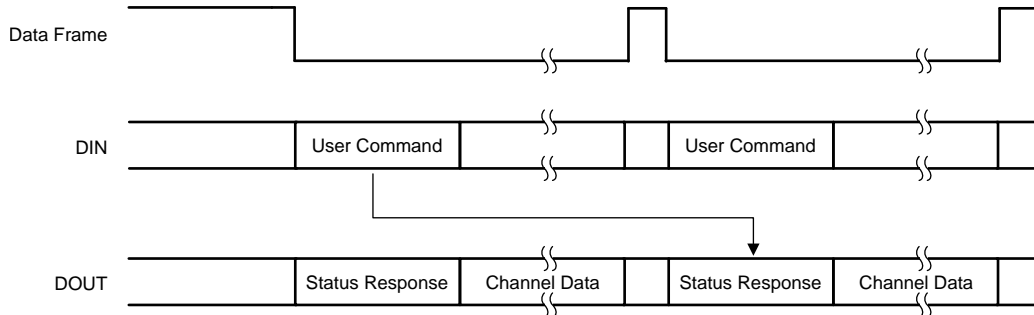 Data Frame
DIN
User Command
User Command
DOUT
Status Response
Channel Data
Status Response
Channel Data